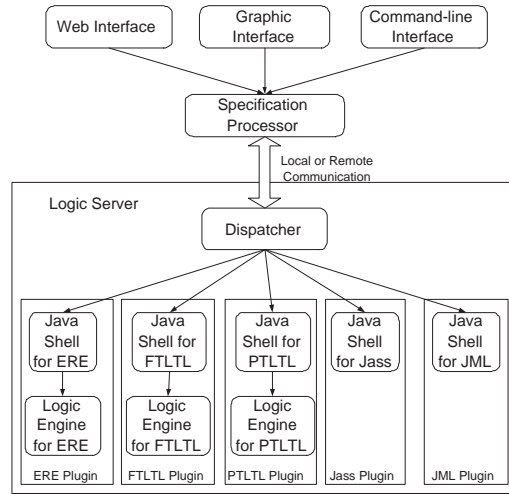 Web Interface
Graphic
Interface
Command-line
Interface
Specification
Processor
Local or Remote
Communication
Logic Server
Dispatcher
Java
Shell
for ERE
Java
Shell for
FTLTL
Java
Shell for
PTLTL
Java
Shell
for Jass
Java
Shell
for JML
Logic
Engine
for ERE
Logic
Engine
for FTLTL
Logic
Engine
for PTLTL
ERE Plugin
FTLTL Plugin
PTLTL Plugin
Jass Plugin
JML Plugin